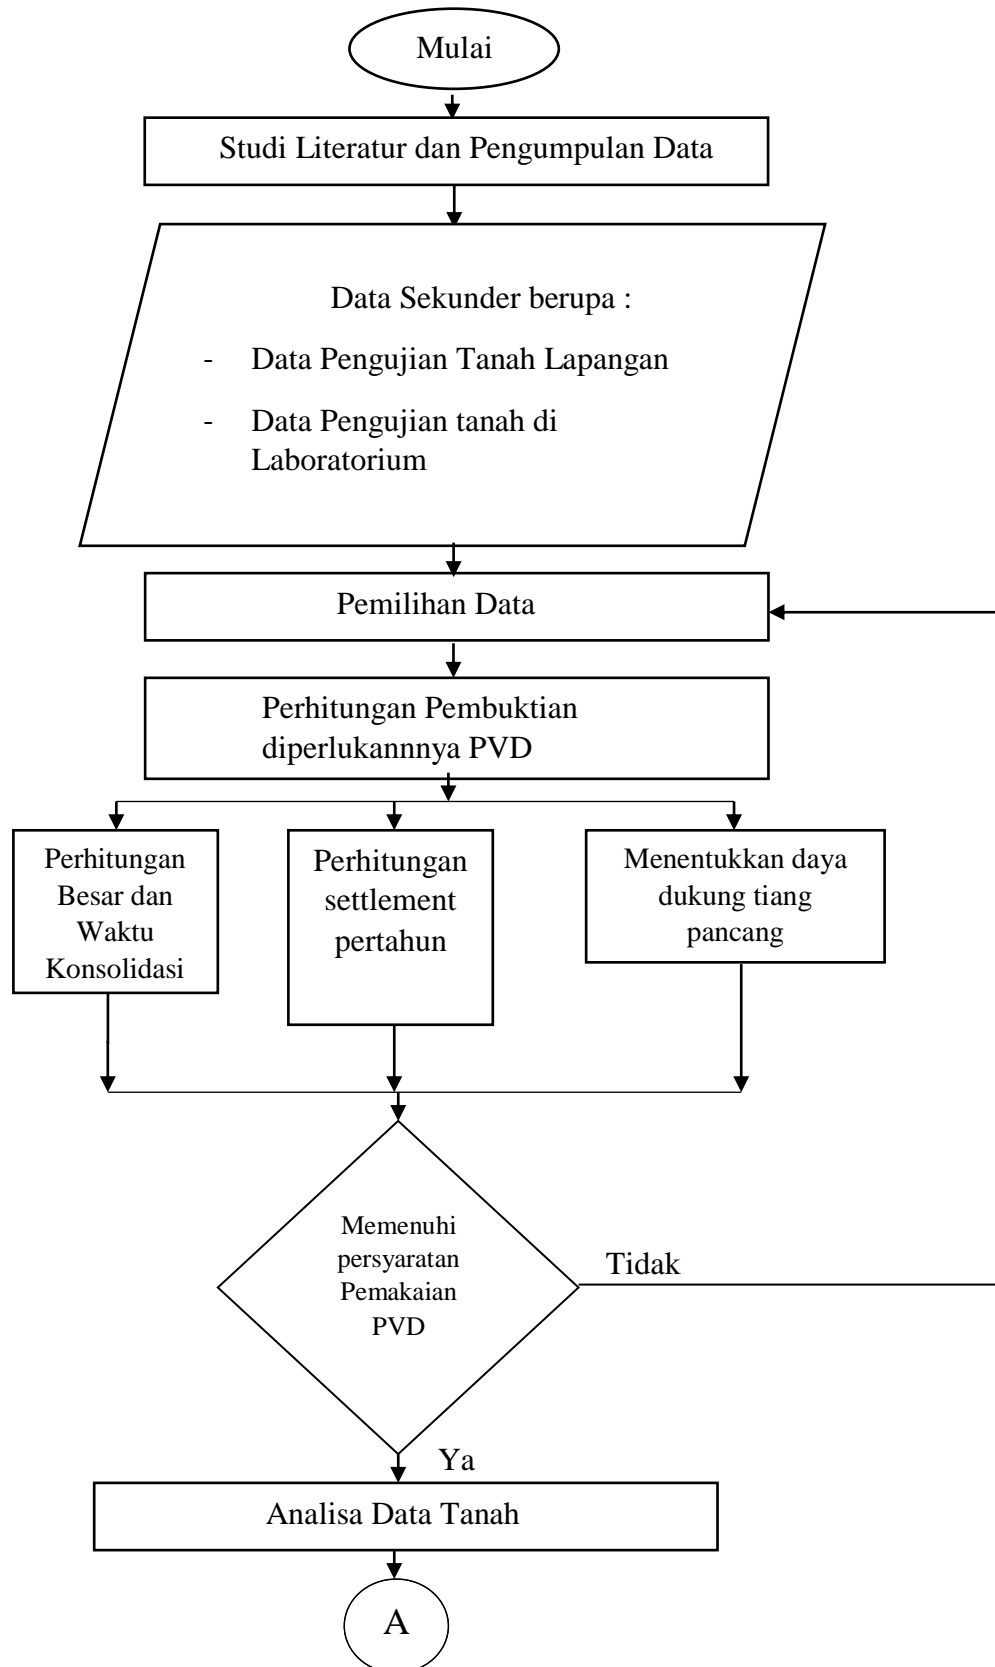 Mulai
Studi Literatur dan Pengumpulan Data
Data Sekunder berupa :
- Data Pengujian Tanah Lapangan
- Data Pengujian tanah di
Laboratorium
Pemilihan Data
Perhitungan Pembuktian
diperlukannnya PVD
Perhitungan
Besar dan
Waktu
Konsolidasi
Perhitungan
settlement
pertahun
Menentukkan daya
dukung tiang
pancang
Memenuhi
persyaratan
Pemakaian
PVD
Tidak
Ya
Analisa Data Tanah
A